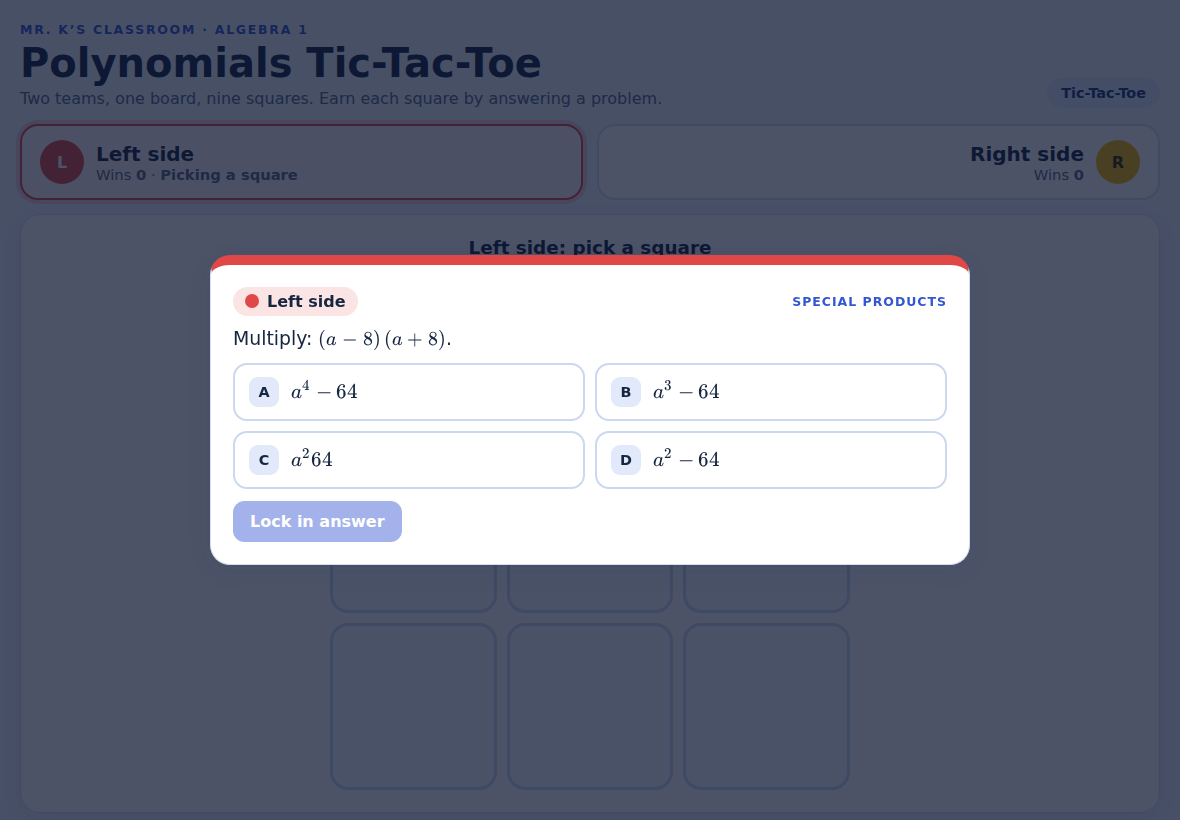 MR. K’S CLASSROOM · ALGEBRA 1
Polynomials Tic-Tac-Toe
Two teams, one board, nine squares. Earn each square by answering a problem.
Tic-Tac-Toe
L
Left side
Wins 0 · Picking a square
Right side
Wins 0
R
Left side: pick a square
Left side
SPECIAL PRODUCTS
Multiply: (a − 8) (a + 8).
A a⁴ − 64
B a³ − 64
C a²64
D a² − 64
Lock in answer